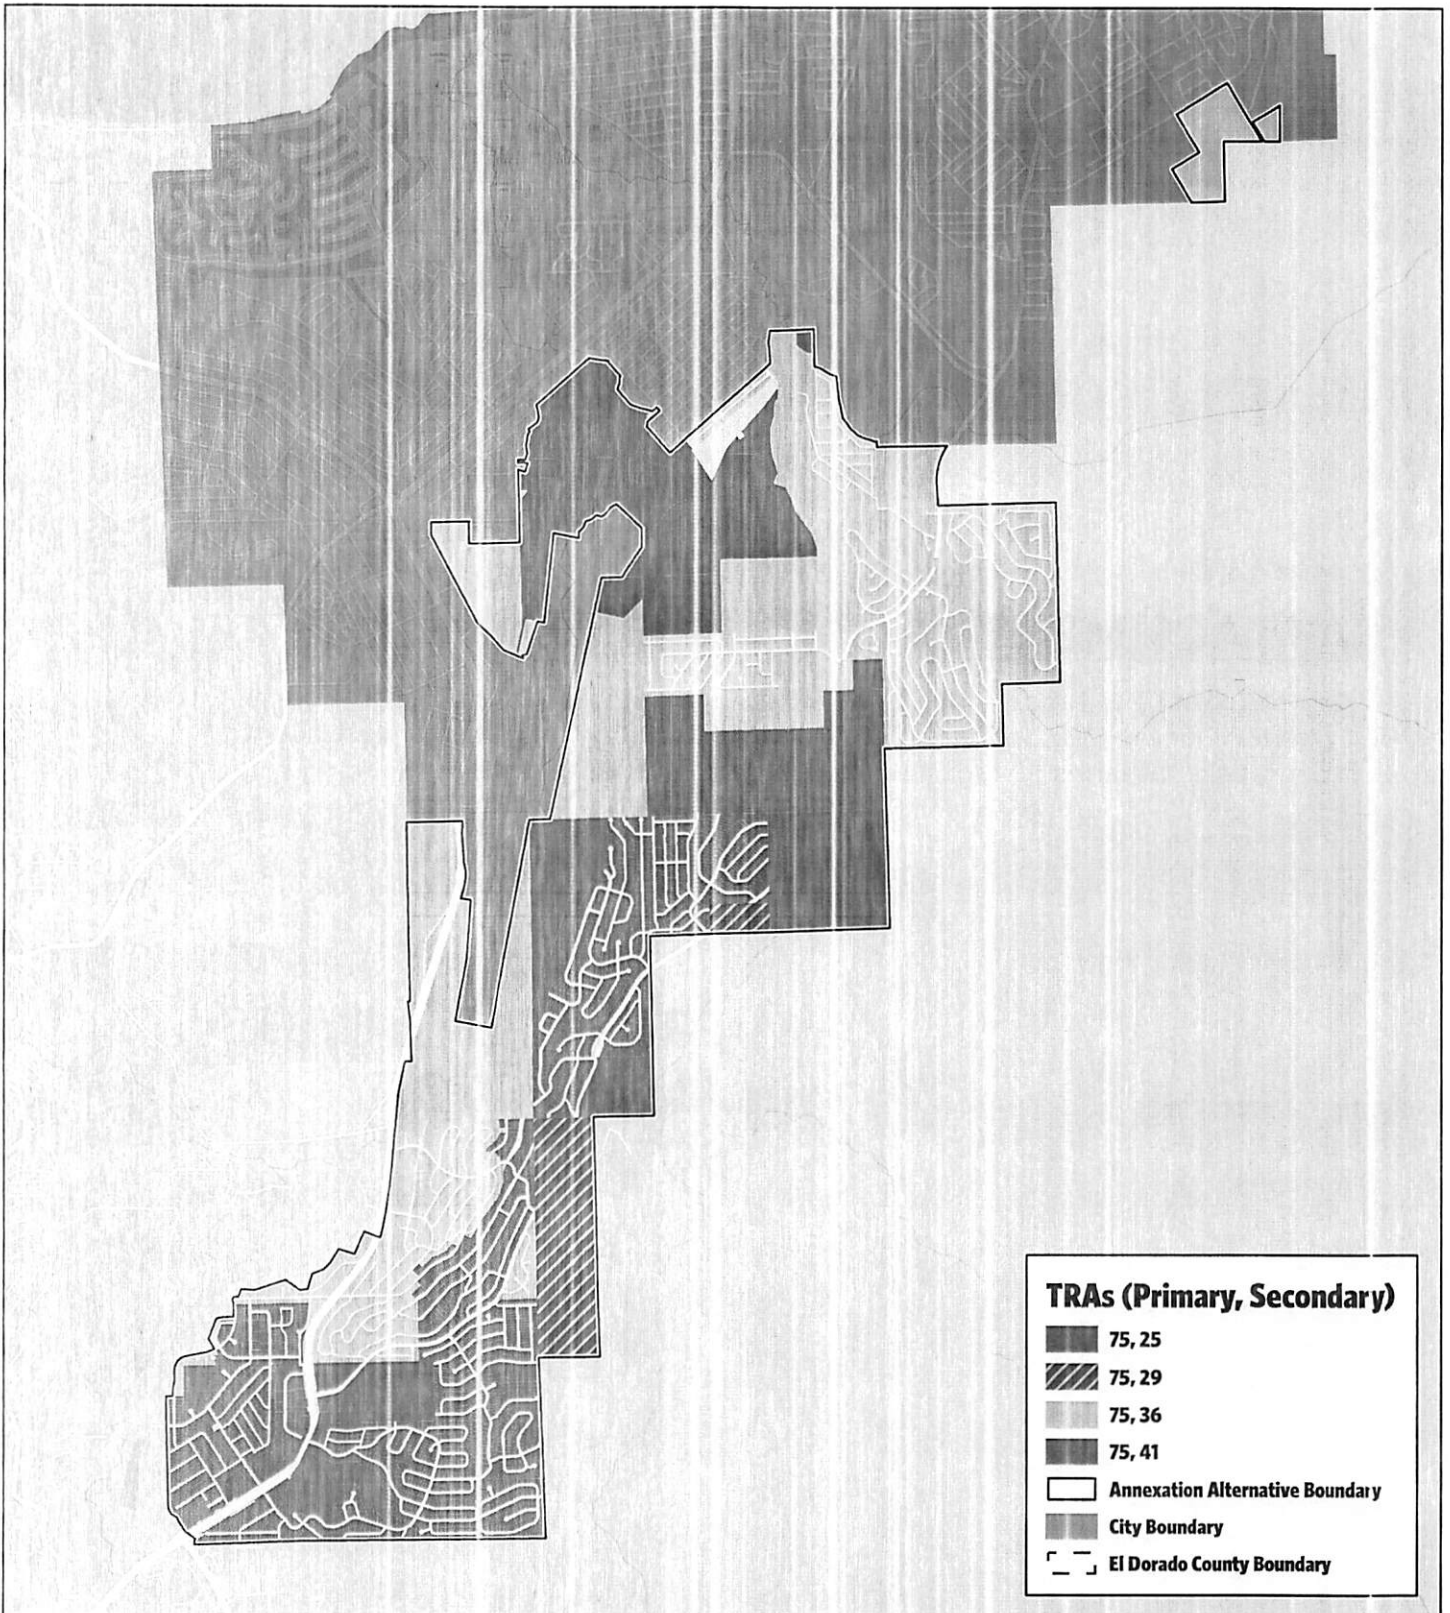 TRAs (Primary, Secondary)
75, 25
75, 29
75, 36
75, 41
Annexation Alternative Boundary
City Boundary
El Dorado County Boundary